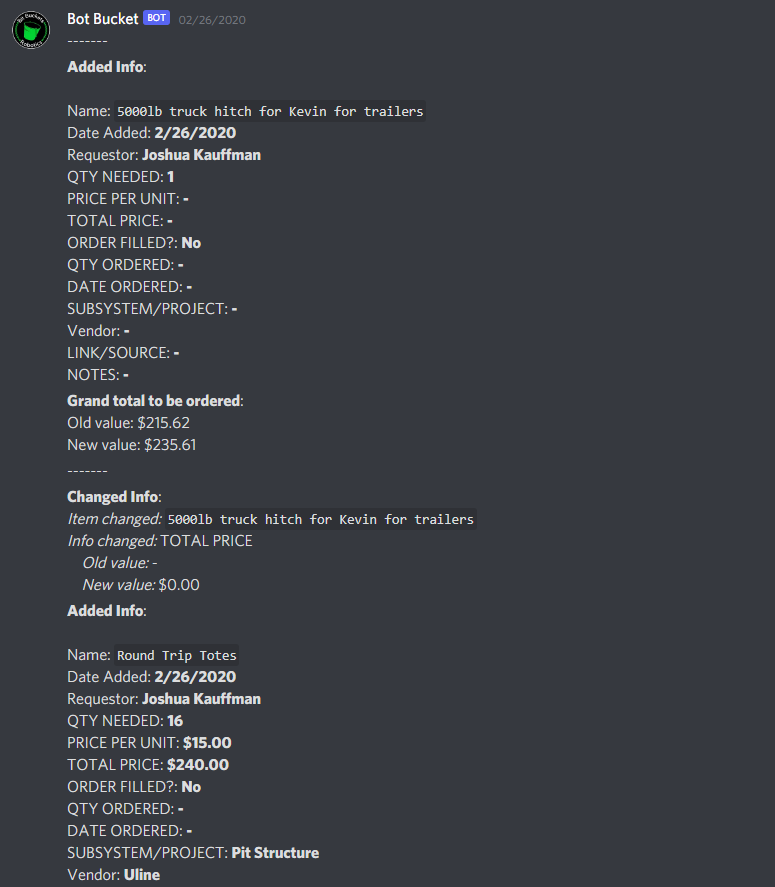 Bot Bucket BOT 02/26/2020
-------
Added Info:
Name: 5000lb truck hitch for Kevin for trailers
Date Added: 2/26/2020
Requestor: Joshua Kauffman
QTY NEEDED: 1
PRICE PER UNIT: -
TOTAL PRICE: -
ORDER FILLED?: No
QTY ORDERED: -
DATE ORDERED: -
SUBSYSTEM/PROJECT: -
Vendor: -
LINK/SOURCE: -
NOTES: -
Grand total to be ordered:
Old value: $215.62
New value: $235.61
-------
Changed Info:
Item changed: 5000lb truck hitch for Kevin for trailers
Info changed: TOTAL PRICE
Old value: -
New value: $0.00
Added Info:
Name: Round Trip Totes
Date Added: 2/26/2020
Requestor: Joshua Kauffman
QTY NEEDED: 16
PRICE PER UNIT: $15.00
TOTAL PRICE: $240.00
ORDER FILLED?: No
QTY ORDERED: -
DATE ORDERED: -
SUBSYSTEM/PROJECT: Pit Structure
Vendor: Uline